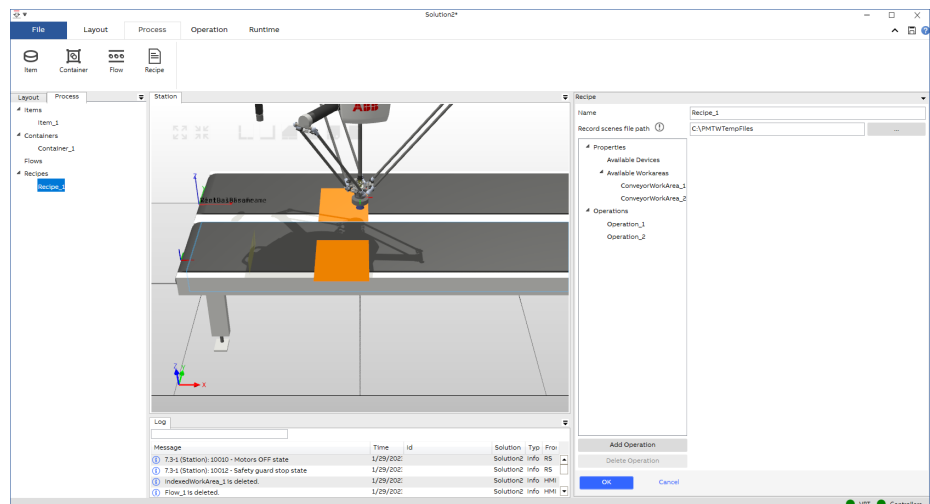 Solution2*
File Layout Process Operation Runtime
Item Container Flow Recipe
Layout Process
Items
Item_1
Containers
Container_1
Flows
Recipes
Recipe_1
Station
ABB
Z
Y
Z
Y
X
Log
Message Time Id Solution Typ Fror
7.3-1 (Station): 10010 - Motors OFF state 1/29/202: Solution2 Info RS
7.3-1 (Station): 10012 - Safety guard stop state 1/29/202: Solution2 Info RS
IndexedWorkArea_1 is deleted. 1/29/202: Solution2 Info HMI
Flow_1 is deleted. 1/29/202: Solution2 Info HMI
Recipe
Name Recipe_1
Record scenes file path C:\PMTWTempFiles ...
Properties
Available Devices
Available Workareas
ConveyorWorkArea_1
ConveyorWorkArea_2
Operations
Operation_1
Operation_2
Add Operation
Delete Operation
OK Cancel
VRT Controllers